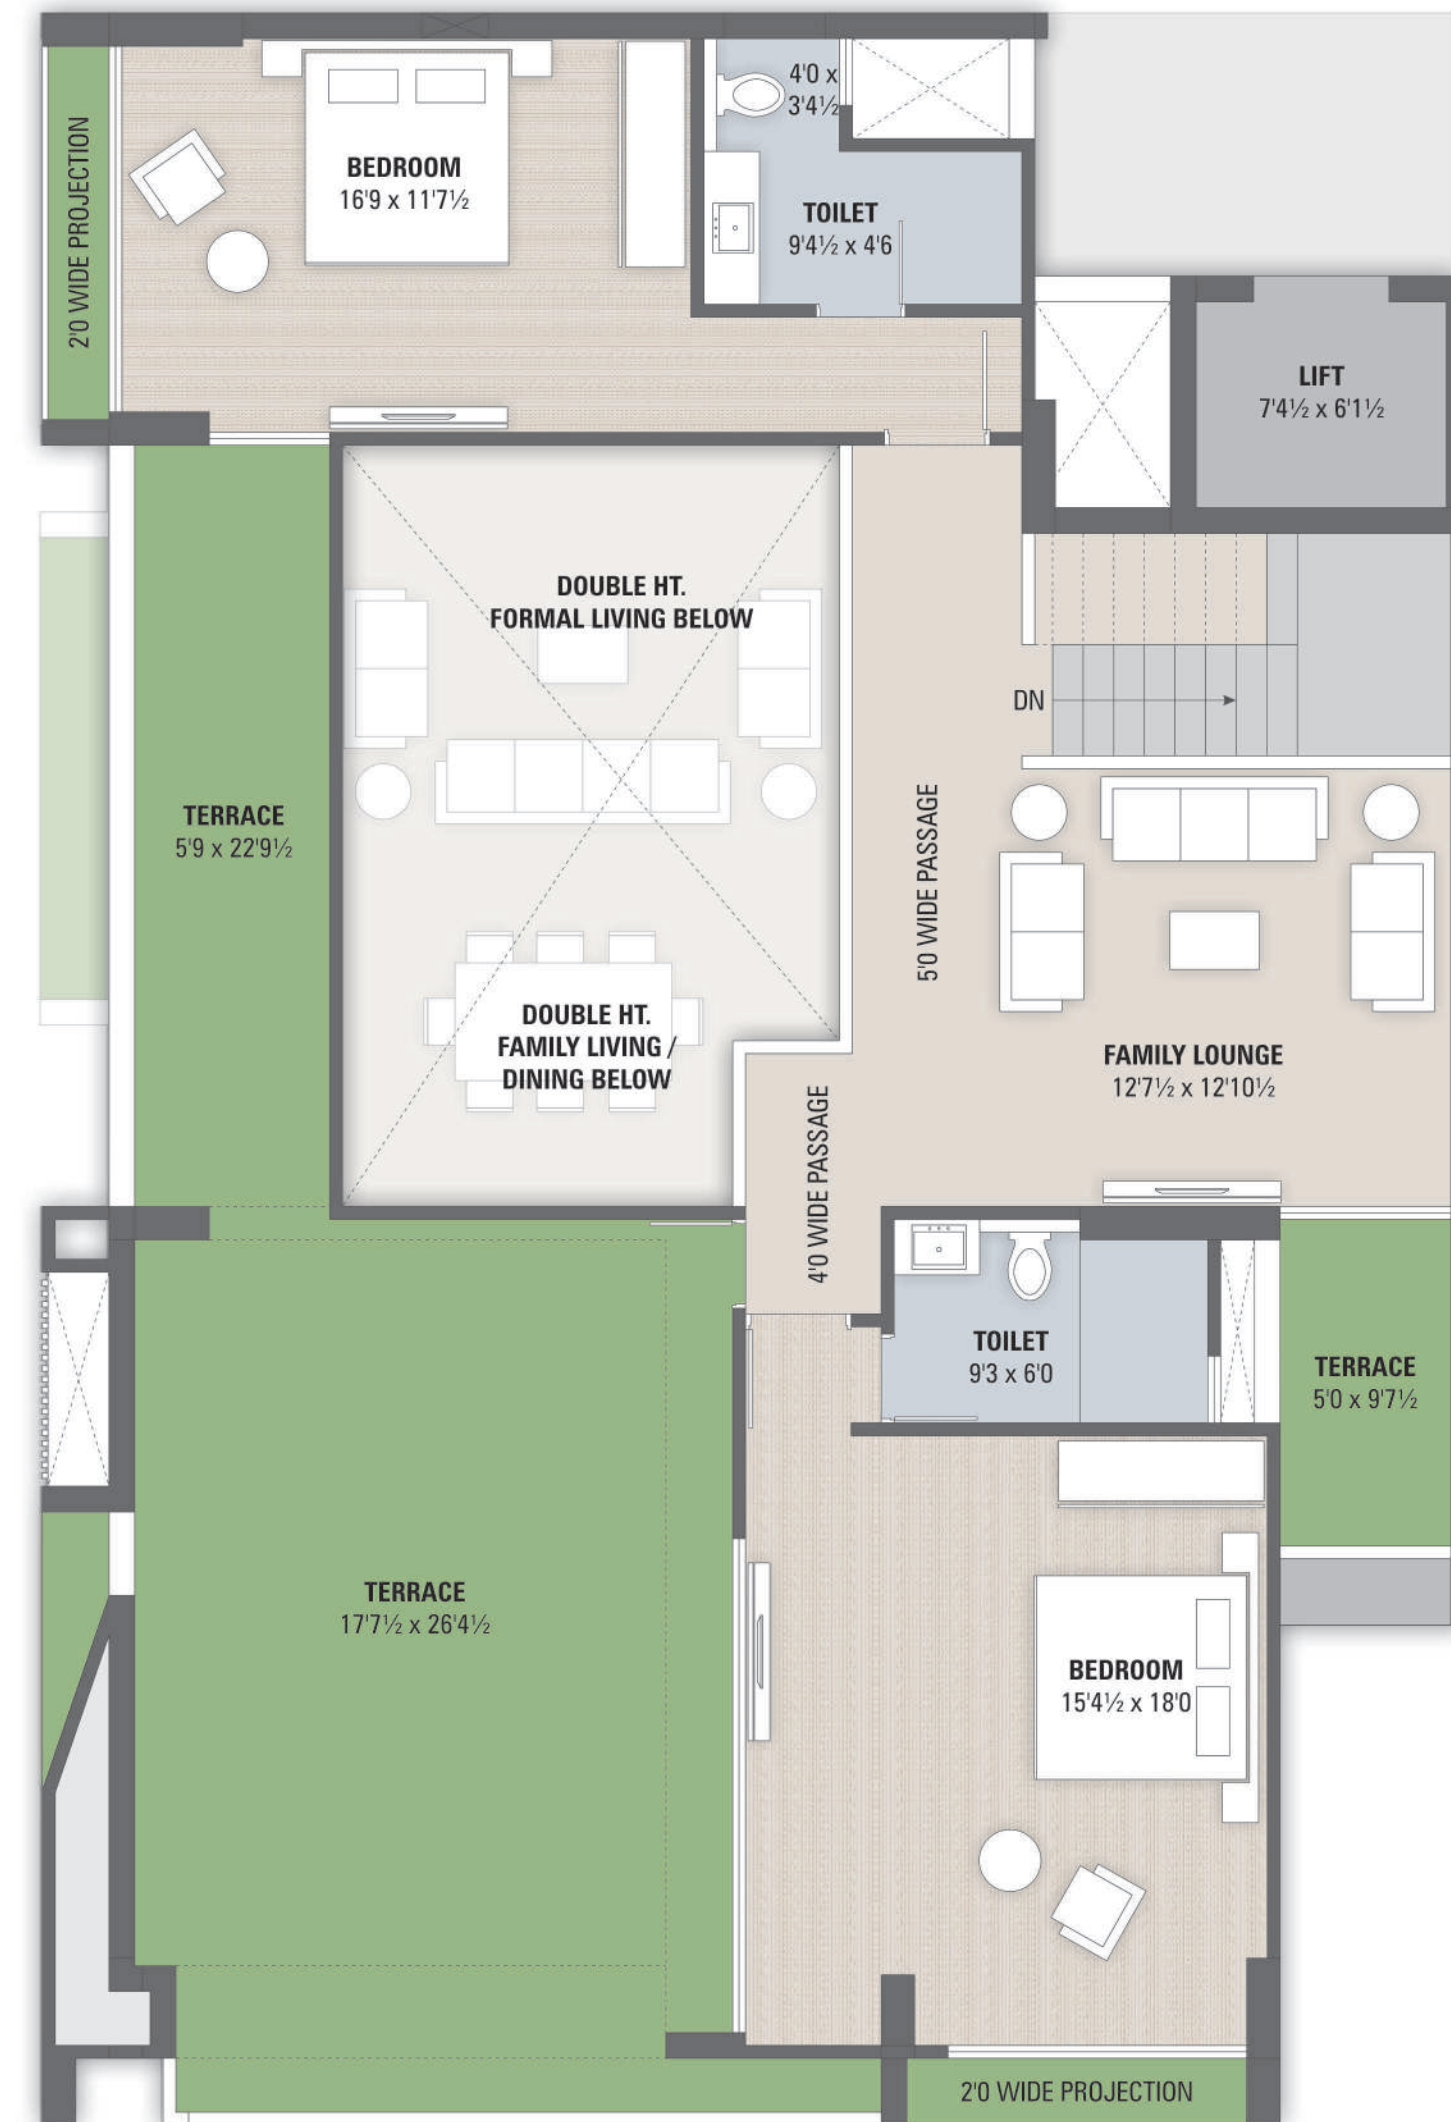 2'0 WIDE PROJECTION
BEDROOM
16'9 x 11'7½
4'0 x
3'4½
TOILET
9'4½ x 4'6
LIFT
7'4½ x 6'1½
DOUBLE HT.
FORMAL LIVING BELOW
DN
TERRACE
5'9 x 22'9½
5'0 WIDE PASSAGE
DOUBLE HT.
FAMILY LIVING /
DINING BELOW
FAMILY LOUNGE
12'7½ x 12'10½
4'0 WIDE PASSAGE
TOILET
9'3 x 6'0
TERRACE
5'0 x 9'7½
TERRACE
17'7½ x 26'4½
BEDROOM
15'4½ x 18'0
2'0 WIDE PROJECTION